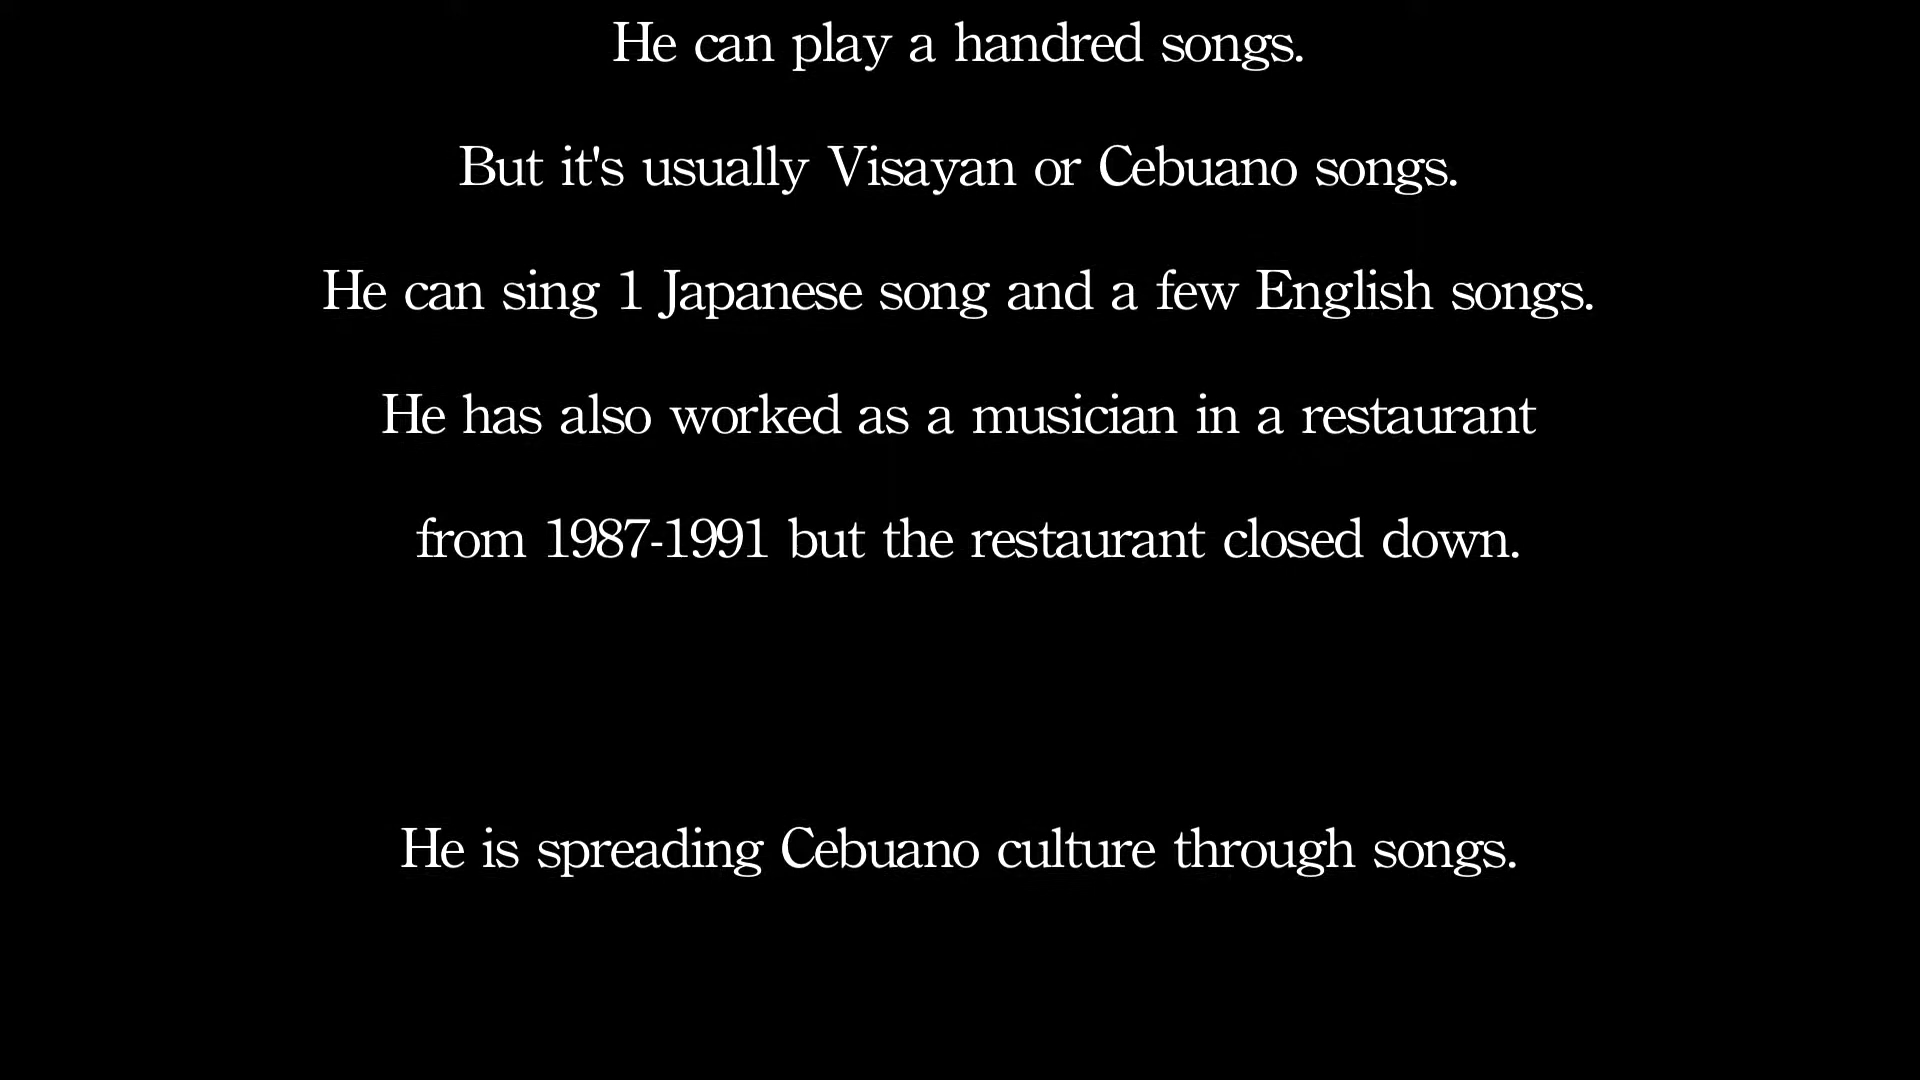 He can play a handred songs.
But it's usually Visayan or Cebuano songs.
He can sing 1 Japanese song and a few English songs.
He has also worked as a musician in a restaurant
from 1987-1991 but the restaurant closed down.
He is spreading Cebuano culture through songs.